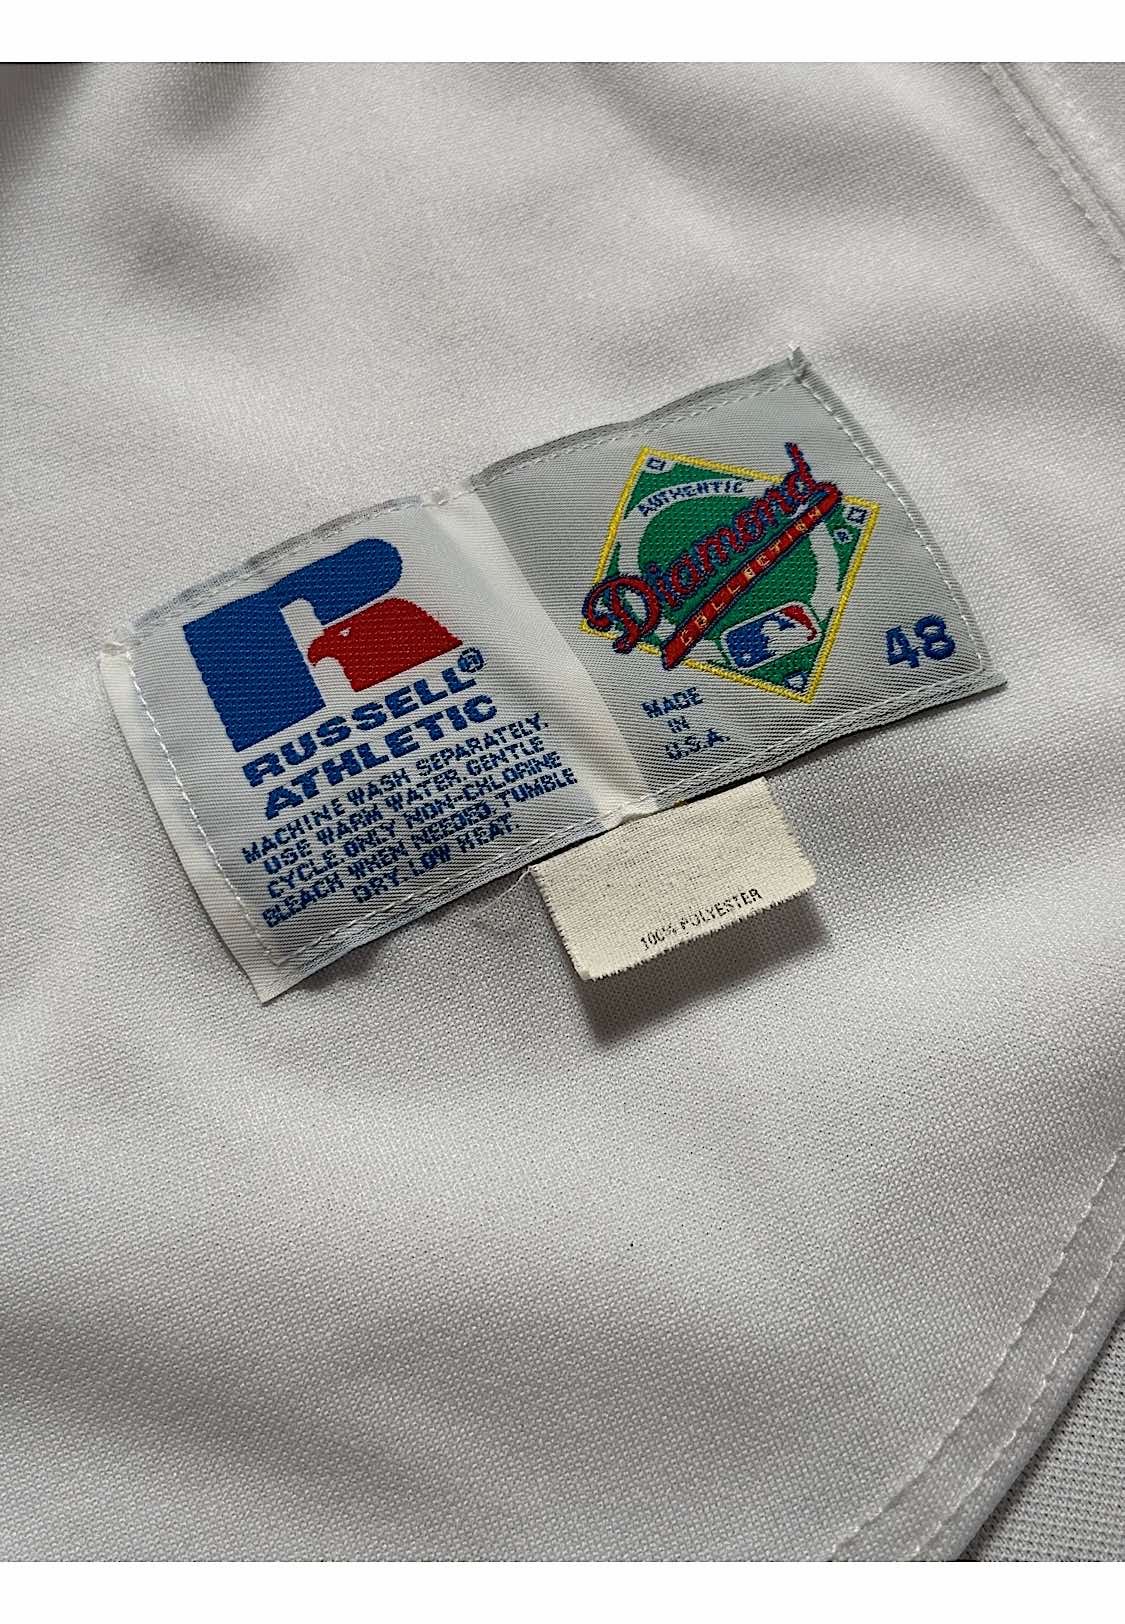 RUSSELL®
ATHLETIC
MACHINE WASH SEPARATELY.
USE WARM WATER, GENTLE
CYCLE. ONLY NON-CHLORINE
BLEACH WHEN NEEDED. TUMBLE
DRY. LOW HEAT.
AUTHENTIC
Diamond
COLLECTION
®
48
MADE
IN
U.S.A.
100% POLYESTER